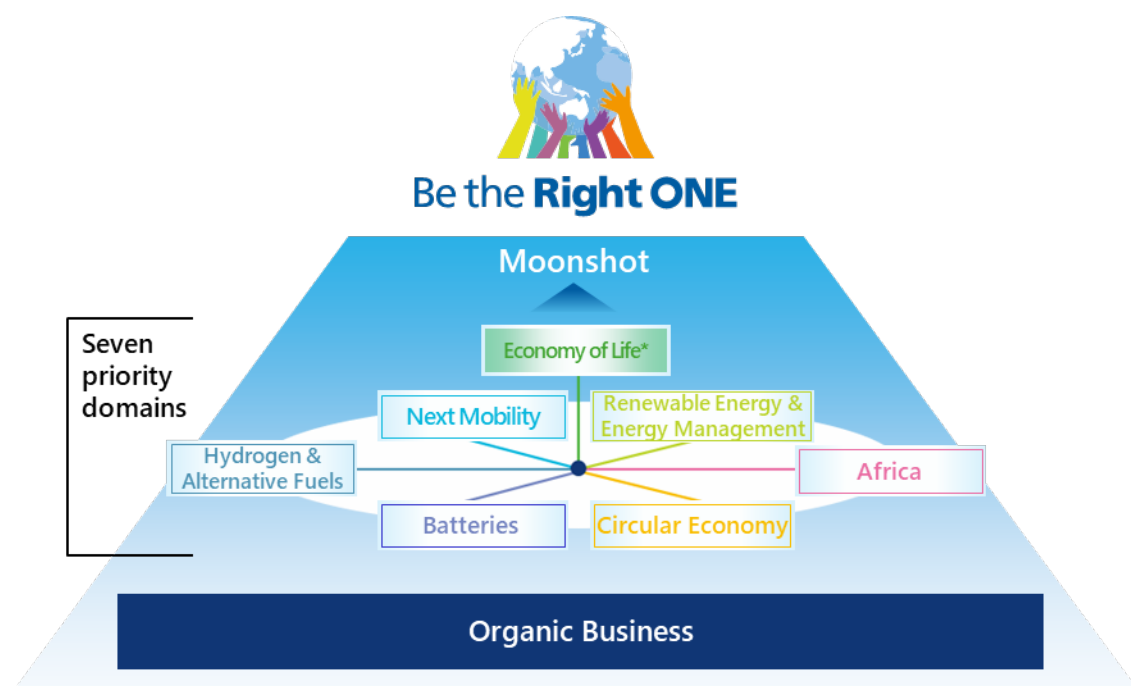 Be the Right ONE
Moonshot
Seven
priority
domains
Economy of Life*
Next Mobility
Renewable Energy &
Energy Management
Hydrogen &
Alternative Fuels
Africa
Batteries
Circular Economy
Organic Business